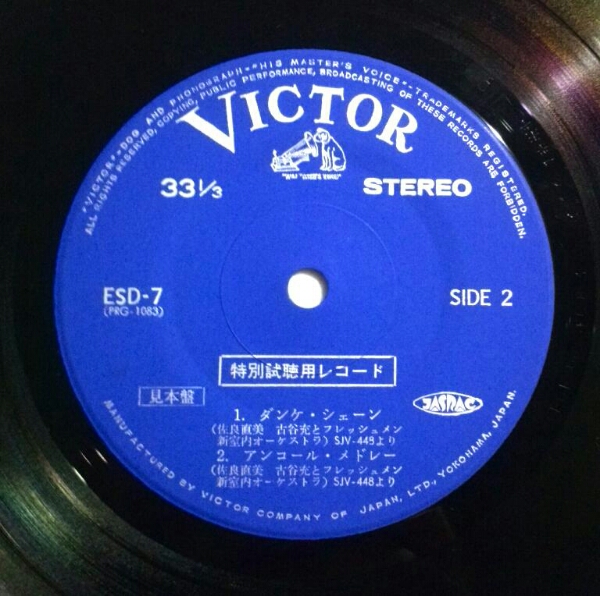 "VICTOR"-"DOG AND PHONOGRAPH-"HIS MASTER'S VOICE"-TRADEMARKS REGISTERED.
ALL RIGHTS RESERVED, COPYING, PUBLIC PERFORMANCE, BROADCASTING OF THESE RECORDS ARE FORBIDDEN.
VICTOR
"HIS MASTER'S VOICE"
33⅓
STEREO
ESD-7
(PRG-1083)
SIDE 2
特別試聴用レコード
見本盤
JASRAC
1. ダンケ・シェーン
(佐良直美 古谷充とフレッシュメン
新室内オーケストラ) SJV-448より
2. アンコール・メドレー
(佐良直美 古谷充とフレッシュメン
新室内オーケストラ) SJV-448より
MANUFACTURED BY VICTOR COMPANY OF JAPAN, LTD., YOKOHAMA, JAPAN.